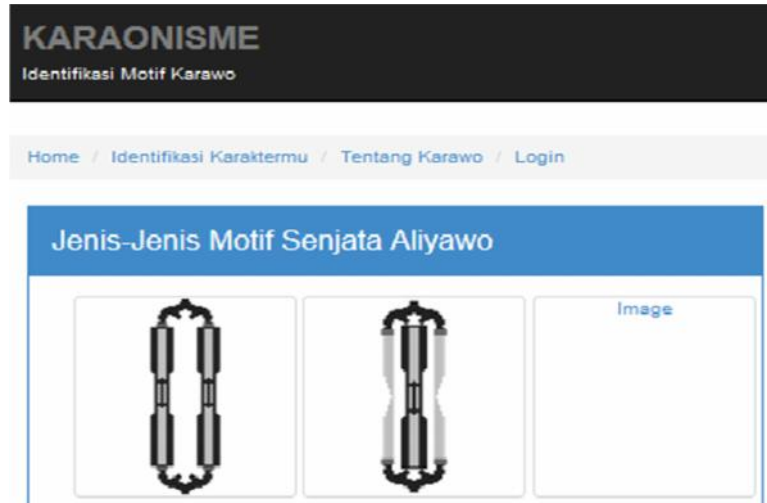 KARAONISME
Identifikasi Motif Karawo
Home / Identifikasi Karaktermu / Tentang Karawo / Login
Jenis-Jenis Motif Senjata Aliyawo
Image